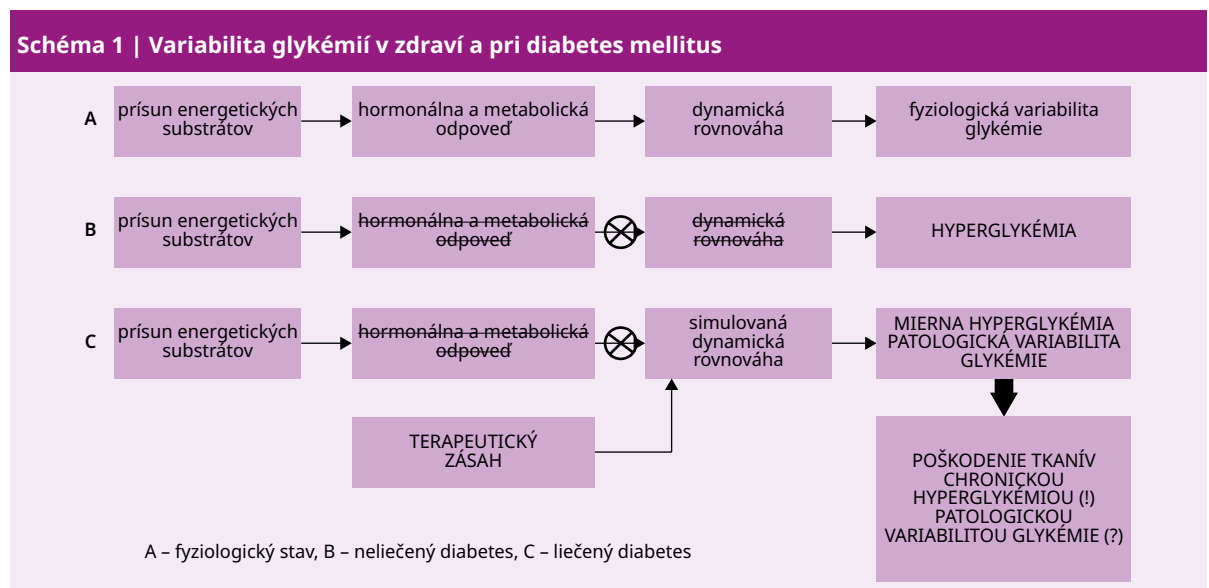 Schéma 1 | Variabilita glykémií v zdraví a pri diabetes mellitus
A
prísun energetických
substrátov
hormonálna a metabolická
odpoveď
dynamická
rovnováha
fyziologická variabilita
glykémie
B
prísun energetických
substrátov
hormonálna a metabolická
odpoveď
dynamická
rovnováha
HYPERGLYKÉMIA
C
prísun energetických
substrátov
hormonálna a metabolická
odpoveď
simulovaná
dynamická
rovnováha
MIERNA HYPERGLYKÉMIA
PATOLOGICKÁ VARIABILITA
GLYKÉMIE
TERAPEUTICKÝ
ZÁSAH
POŠKODENIE TKANÍV
CHRONICKOU
HYPERGLYKÉMIOU (!)
PATOLOGICKOU
VARIABILITOU GLYKÉMIE (?)
A – fyziologický stav, B – neliečený diabetes, C – liečený diabetes